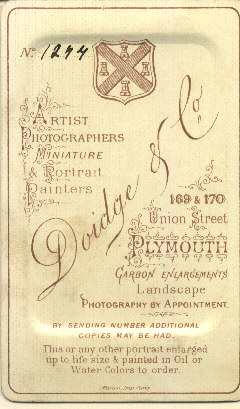 No. 1244
Doidge & Co.
Artist
Photographers
Miniature
& Portrait
Painters
169 & 170
Union Street
Plymouth
Carbon Enlargements
Landscape
Photography by Appointment.
By sending number additional
copies may be had.
This or any other portrait enlarged
up to life size & painted in Oil or
Water Colors to order.